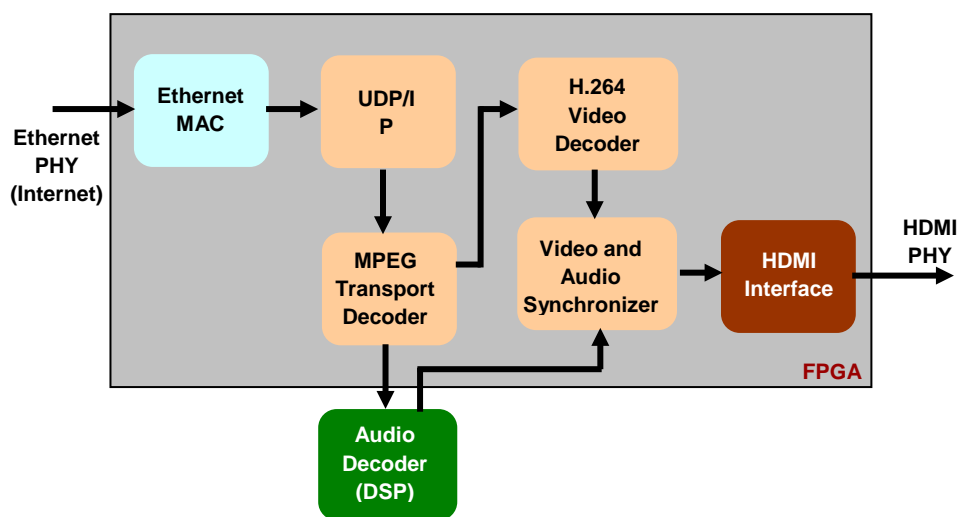 Ethernet
MAC
UDP/I
P
H.264
Video
Decoder
Ethernet
PHY
(Internet)
MPEG
Transport
Decoder
Video and
Audio
Synchronizer
HDMI
Interface
HDMI
PHY
FPGA
Audio
Decoder
(DSP)